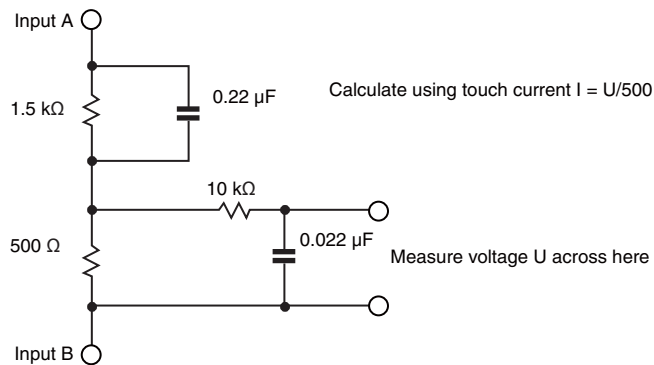 Input A
0.22 µF
Calculate using touch current I = U/500
1.5 kΩ
10 kΩ
500 Ω
0.022 µF
Measure voltage U across here
Input B